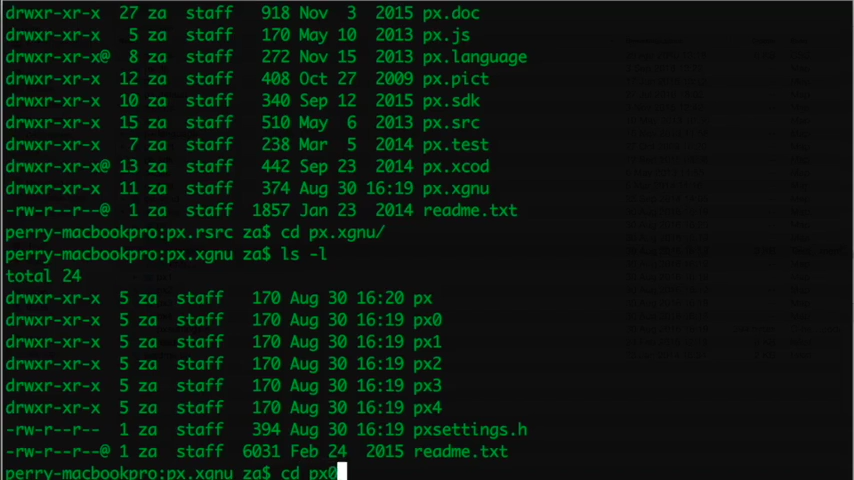 drwxr-xr-x 27 za staff 918 Nov 3 2015 px.doc
drwxr-xr-x 5 za staff 170 May 10 2013 px.js
drwxr-xr-x@ 8 za staff 272 Nov 15 2013 px.language
drwxr-xr-x 12 za staff 408 Oct 27 2009 px.pict
drwxr-xr-x 10 za staff 340 Sep 12 2015 px.sdk
drwxr-xr-x 15 za staff 510 May 6 2013 px.src
drwxr-xr-x 7 za staff 238 Mar 5 2014 px.test
drwxr-xr-x@ 13 za staff 442 Sep 23 2014 px.xcod
drwxr-xr-x 11 za staff 374 Aug 30 16:19 px.xgnu
-rw-r--r--@ 1 za staff 1857 Jan 23 2014 readme.txt
perry-macbookpro:px.rsrc za$ cd px.xgnu/
perry-macbookpro:px.xgnu za$ ls -l
total 24
drwxr-xr-x 5 za staff 170 Aug 30 16:20 px
drwxr-xr-x 5 za staff 170 Aug 30 16:19 px0
drwxr-xr-x 5 za staff 170 Aug 30 16:19 px1
drwxr-xr-x 5 za staff 170 Aug 30 16:19 px2
drwxr-xr-x 5 za staff 170 Aug 30 16:19 px3
drwxr-xr-x 5 za staff 170 Aug 30 16:19 px4
-rw-r--r-- 1 za staff 394 Aug 30 16:19 pxsettings.h
-rw-r--r--@ 1 za staff 6031 Feb 24 2015 readme.txt
perry-macbookpro:px.xgnu za$ cd px0